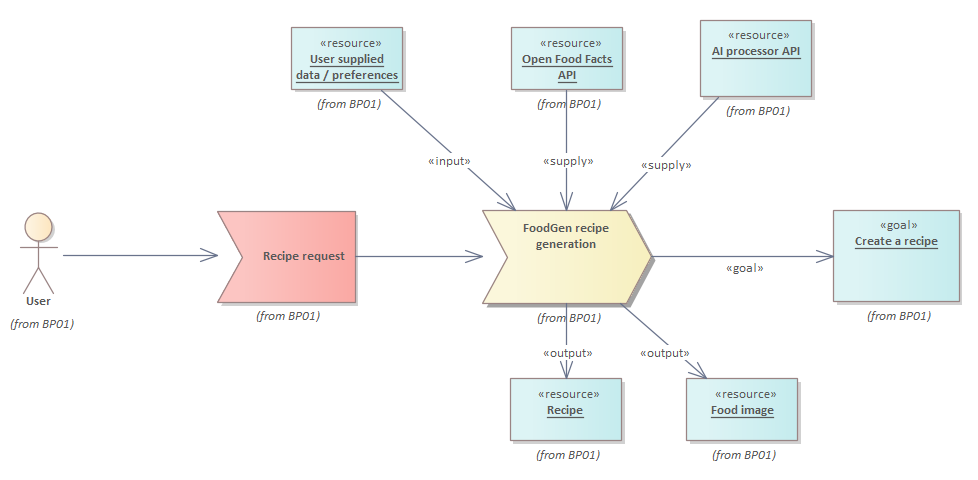 «resource»
User supplied
data / preferences
(from BP01)
«resource»
Open Food Facts
API
(from BP01)
«resource»
AI processor API
(from BP01)
«input»
«supply»
«supply»
User
(from BP01)
Recipe request
(from BP01)
FoodGen recipe
generation
(from BP01)
«goal»
«goal»
Create a recipe
(from BP01)
«output»
«output»
«resource»
Recipe
(from BP01)
«resource»
Food image
(from BP01)